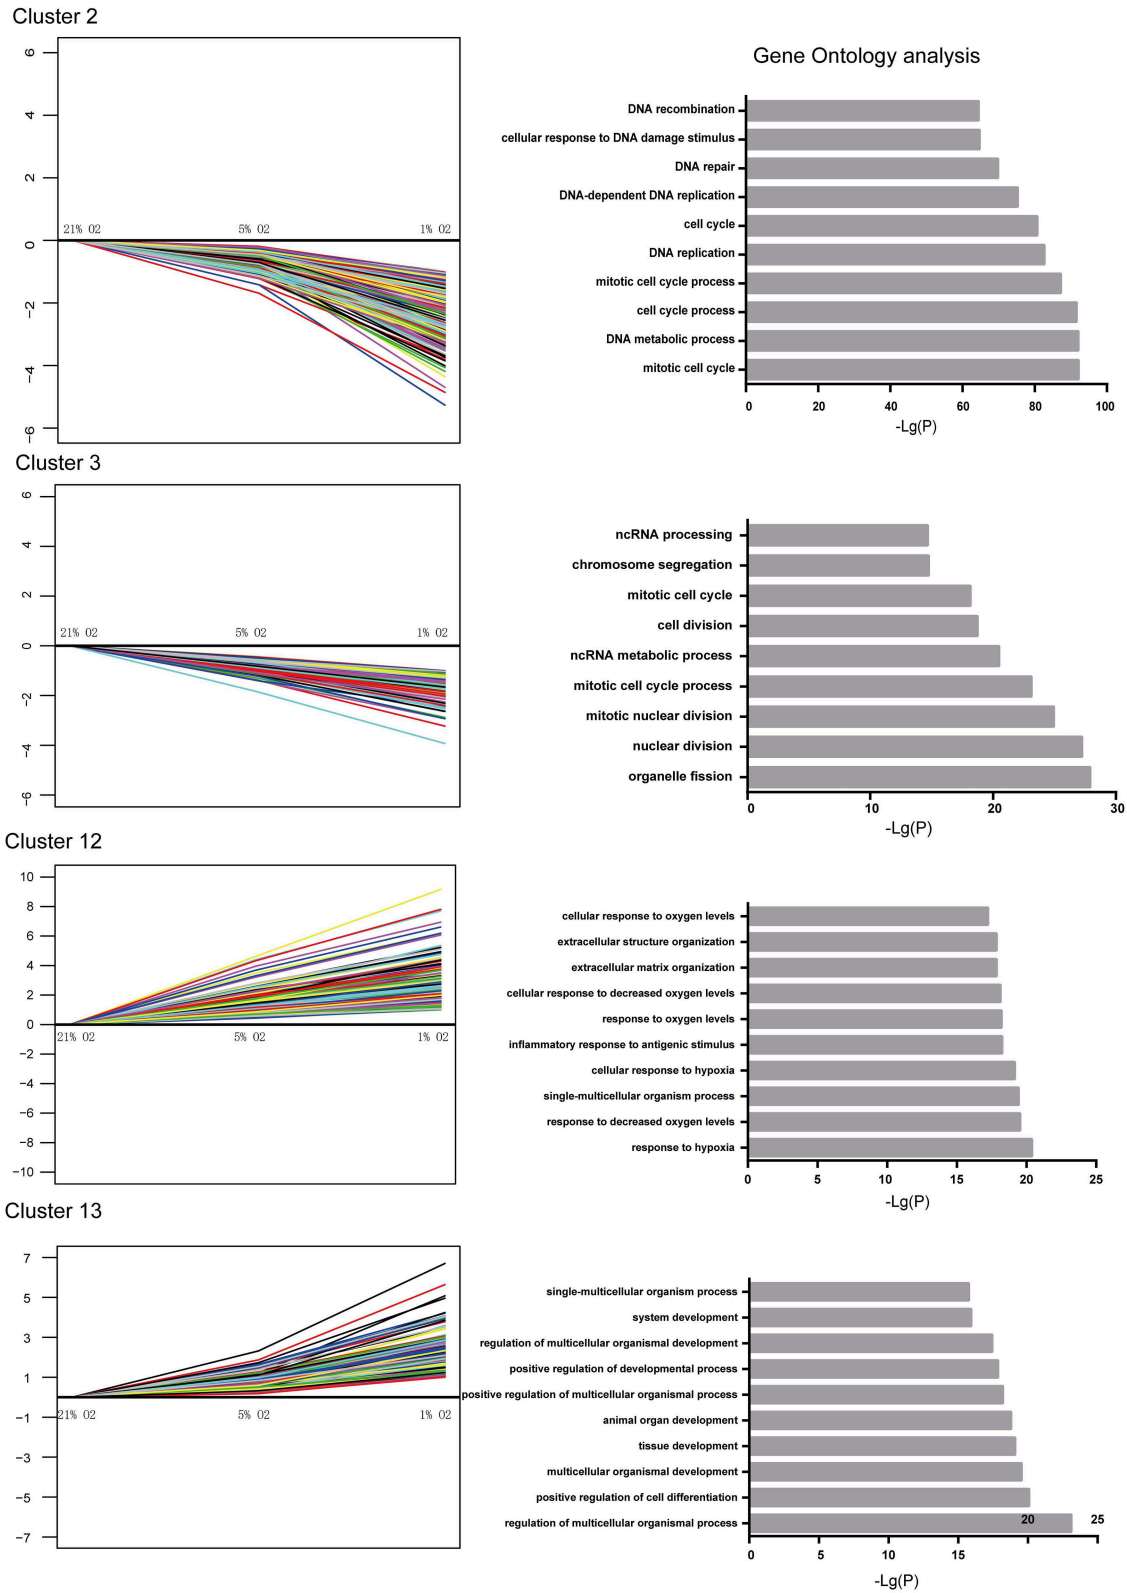 Cluster 2
6
4
2
0
−2
−4
−6
21% O2
5% O2
1% O2
Gene Ontology analysis
DNA recombination
cellular response to DNA damage stimulus
DNA repair
DNA-dependent DNA replication
cell cycle
DNA replication
mitotic cell cycle process
cell cycle process
DNA metabolic process
mitotic cell cycle
0 20 40 60 80 100
-Lg(P)
Cluster 3
6
4
2
0
−2
−4
−6
21% O2
5% O2
1% O2
ncRNA processing
chromosome segregation
mitotic cell cycle
cell division
ncRNA metabolic process
mitotic cell cycle process
mitotic nuclear division
nuclear division
organelle fission
0 10 20 30
-Lg(P)
Cluster 12
10
8
6
4
2
0
−2
−4
−6
−8
−10
21% O2
5% O2
1% O2
cellular response to oxygen levels
extracellular structure organization
extracellular matrix organization
cellular response to decreased oxygen levels
response to oxygen levels
inflammatory response to antigenic stimulus
cellular response to hypoxia
single-multicellular organism process
response to decreased oxygen levels
response to hypoxia
0 5 10 15 20 25
-Lg(P)
Cluster 13
7
5
3
1
−1
−3
−5
−7
21% O2
5% O2
1% O2
single-multicellular organism process
system development
regulation of multicellular organismal development
positive regulation of developmental process
positive regulation of multicellular organismal process
animal organ development
tissue development
multicellular organismal development
positive regulation of cell differentiation
regulation of multicellular organismal process
20 25
0 5 10 15
-Lg(P)